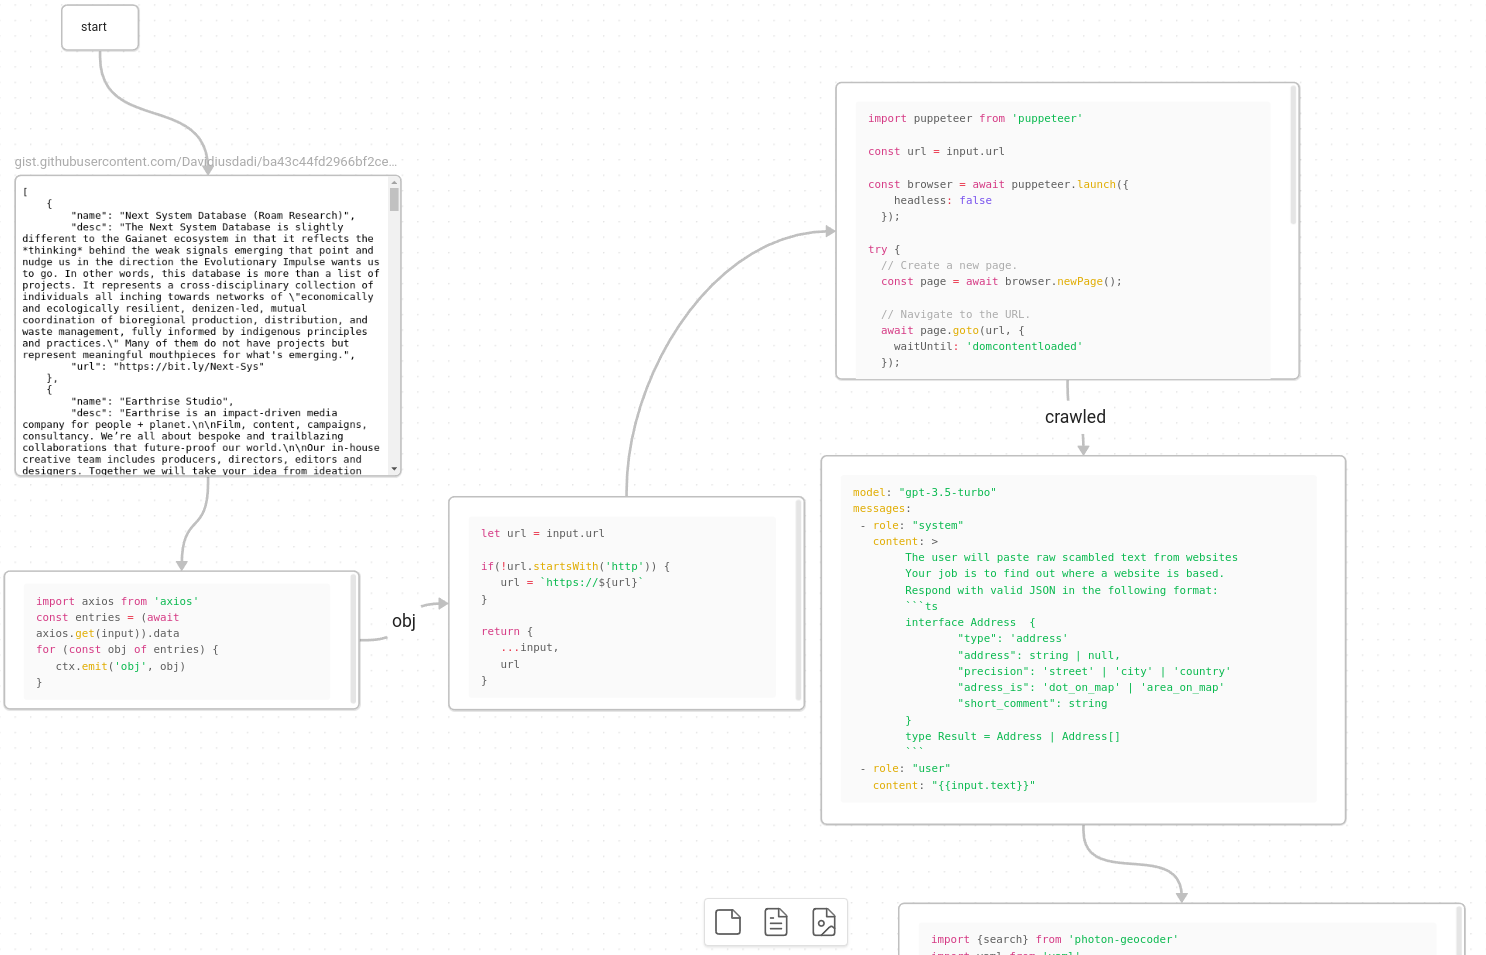 start
gist.githubusercontent.com/Davidiusdadi/ba43c44fd2966bf2ce...
[
    {
        "name": "Next System Database (Roam Research)",
        "desc": "The Next System Database is slightly
different to the Gaianet ecosystem in that it reflects the
*thinking* behind the weak signals emerging that point and
nudge us in the direction the Evolutionary Impulse wants us
to go. In other words, this database is more than a list of
projects. It represents a cross-disciplinary collection of
individuals all inching towards networks of \"economically
and ecologically resilient, denizen-led, mutual
coordination of bioregional production, distribution, and
waste management, fully informed by indigenous principles
and practices.\" Many of them do not have projects but
represent meaningful mouthpieces for what's emerging.",
        "url": "https://bit.ly/Next-Sys"
    },
    {
        "name": "Earthrise Studio",
        "desc": "Earthrise is an impact-driven media
company for people + planet.\n\nFilm, content, campaigns,
consultancy. We’re all about bespoke and trailblazing
collaborations that future-proof our world.\n\nOur in-house
creative team includes producers, directors, editors and
designers. Together we will take your idea from ideation
import axios from 'axios'
const entries = (await
axios.get(input)).data
for (const obj of entries) {
   ctx.emit('obj', obj)
}
obj
let url = input.url
if(!url.startsWith('http')) {
   url = `https://${url}`
}
return {
   ...input,
   url
}
import puppeteer from 'puppeteer'
const url = input.url
const browser = await puppeteer.launch({
    headless: false
  });
try {
  // Create a new page.
  const page = await browser.newPage();
  // Navigate to the URL.
  await page.goto(url, {
    waitUntil: 'domcontentloaded'
  });
crawled
model: "gpt-3.5-turbo"
messages:
 - role: "system"
   content: >
        The user will paste raw scambled text from websites
        Your job is to find out where a website is based.
        Respond with valid JSON in the following format:
        ```ts
        interface Address  {
                "type": 'address'
                "address": string | null,
                "precision": 'street' | 'city' | 'country'
                "adress_is": 'dot_on_map' | 'area_on_map'
                "short_comment": string
        }
        type Result = Address | Address[]
        ```
 - role: "user"
   content: "{{input.text}}"
import {search} from 'photon-geocoder'
import yaml from 'yaml'